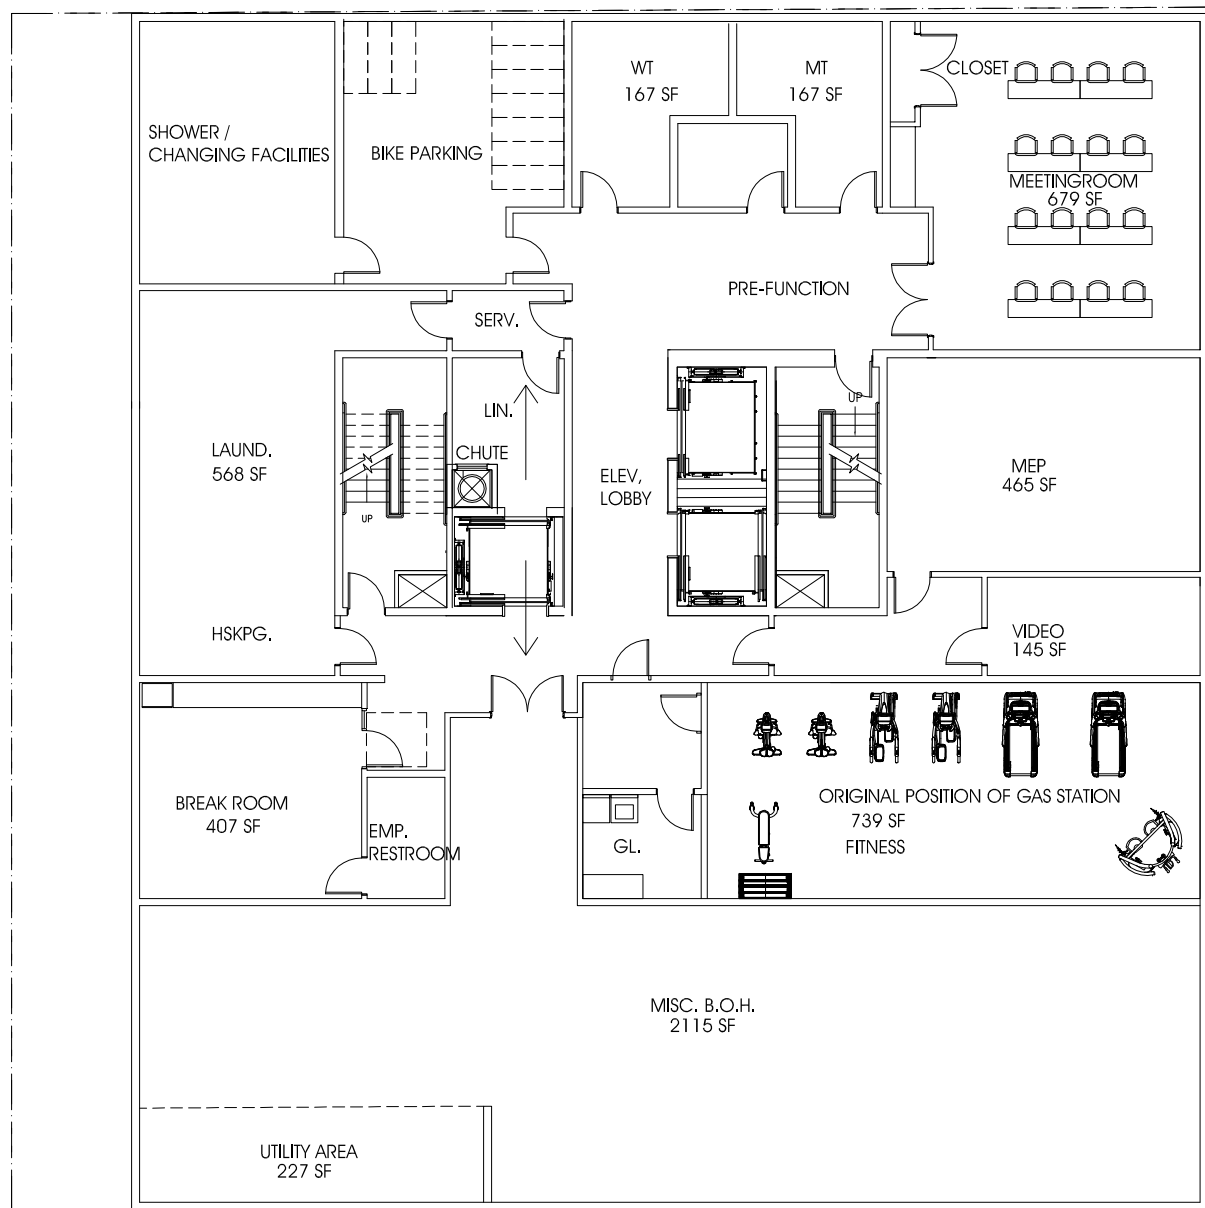 WT
167 SF
MT
167 SF
CLOSET
SHOWER /
CHANGING FACILITIES
BIKE PARKING
MEETINGROOM
679 SF
PRE-FUNCTION
SERV.
UP
LIN.
LAUND.
568 SF
CHUTE
ELEV,
LOBBY
MEP
465 SF
UP
HSKPG.
VIDEO
145 SF
BREAK ROOM
407 SF
EMP.
RESTROOM
GL.
ORIGINAL POSITION OF GAS STATION
739 SF
FITNESS
MISC. B.O.H.
2115 SF
UTILITY AREA
227 SF